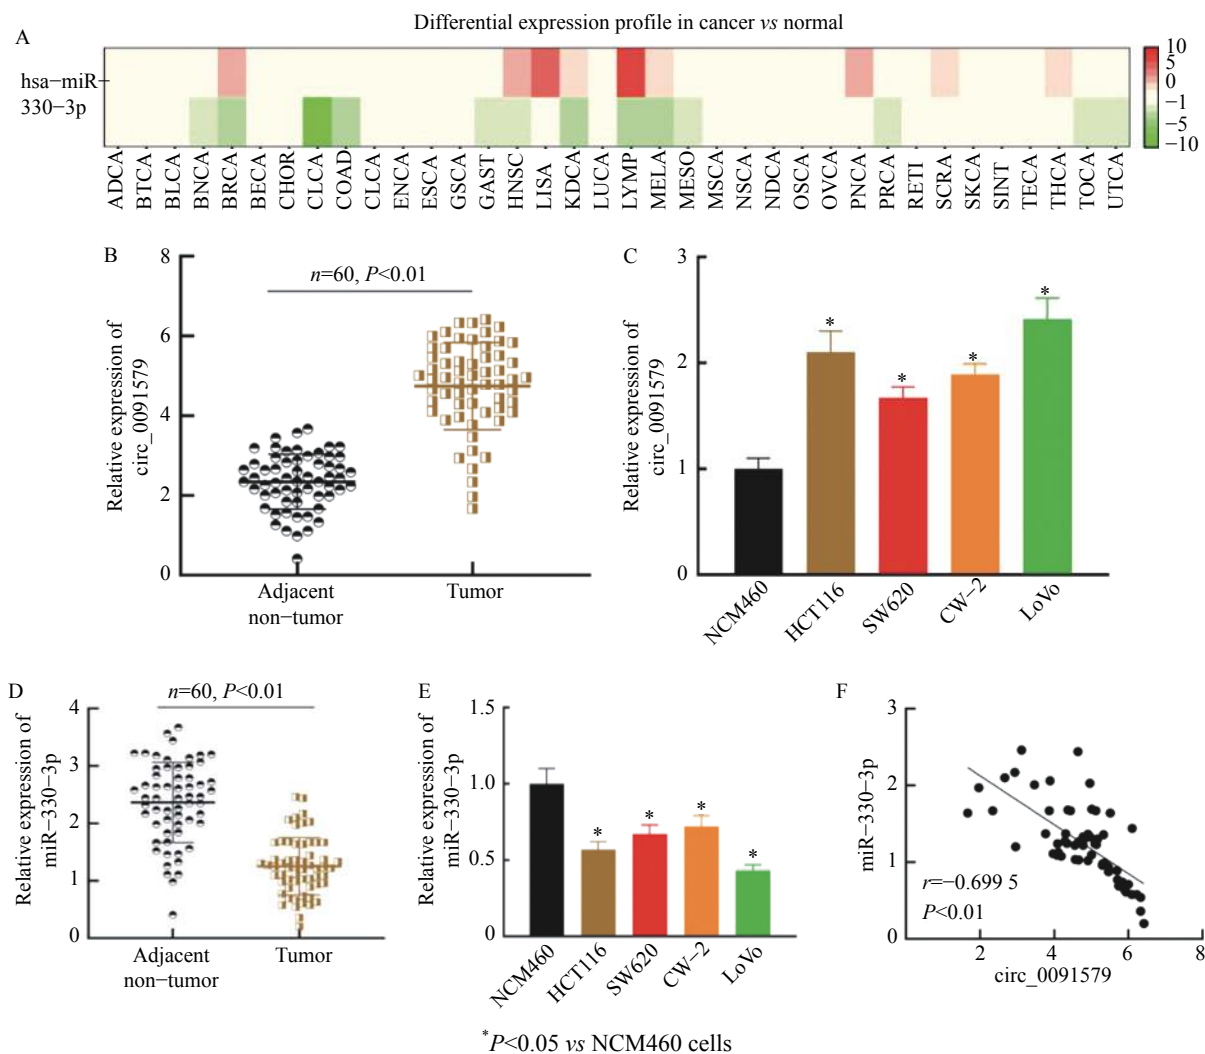 Differential expression profile in cancer vs normal
A
hsa−miR
330−3p
10
5
0
−1
−5
−10
ADCA
BTCA
BLCA
BNCA
BRCA
BECA
CHOR
CLCA
COAD
CLCA
ENCA
ESCA
GSCA
GAST
HNSC
LISA
KDCA
LUCA
LYMP
MELA
MESO
MSCA
NSCA
NDCA
OSCA
OVCA
PNCA
PRCA
RETI
SCRA
SKCA
SINT
TECA
THCA
TOCA
UTCA
B
Relative expression of
circ_0091579
8
6
4
2
0
n=60, P<0.01
Adjacent
non−tumor
Tumor
C
Relative expression of
circ_0091579
3
2
1
0
*
*
*
*
NCM460
HCT116
SW620
CW−2
LoVo
D
Relative expression of
miR−330−3p
4
3
2
1
0
n=60, P<0.01
Adjacent
non−tumor
Tumor
E
Relative expression of
miR−330−3p
1.5
1.0
0.5
0
*
*
*
*
NCM460
HCT116
SW620
CW−2
LoVo
F
miR−330−3p
3
2
1
0
r=−0.699 5
P<0.01
2 4 6 8
circ_0091579
*P<0.05 vs NCM460 cells